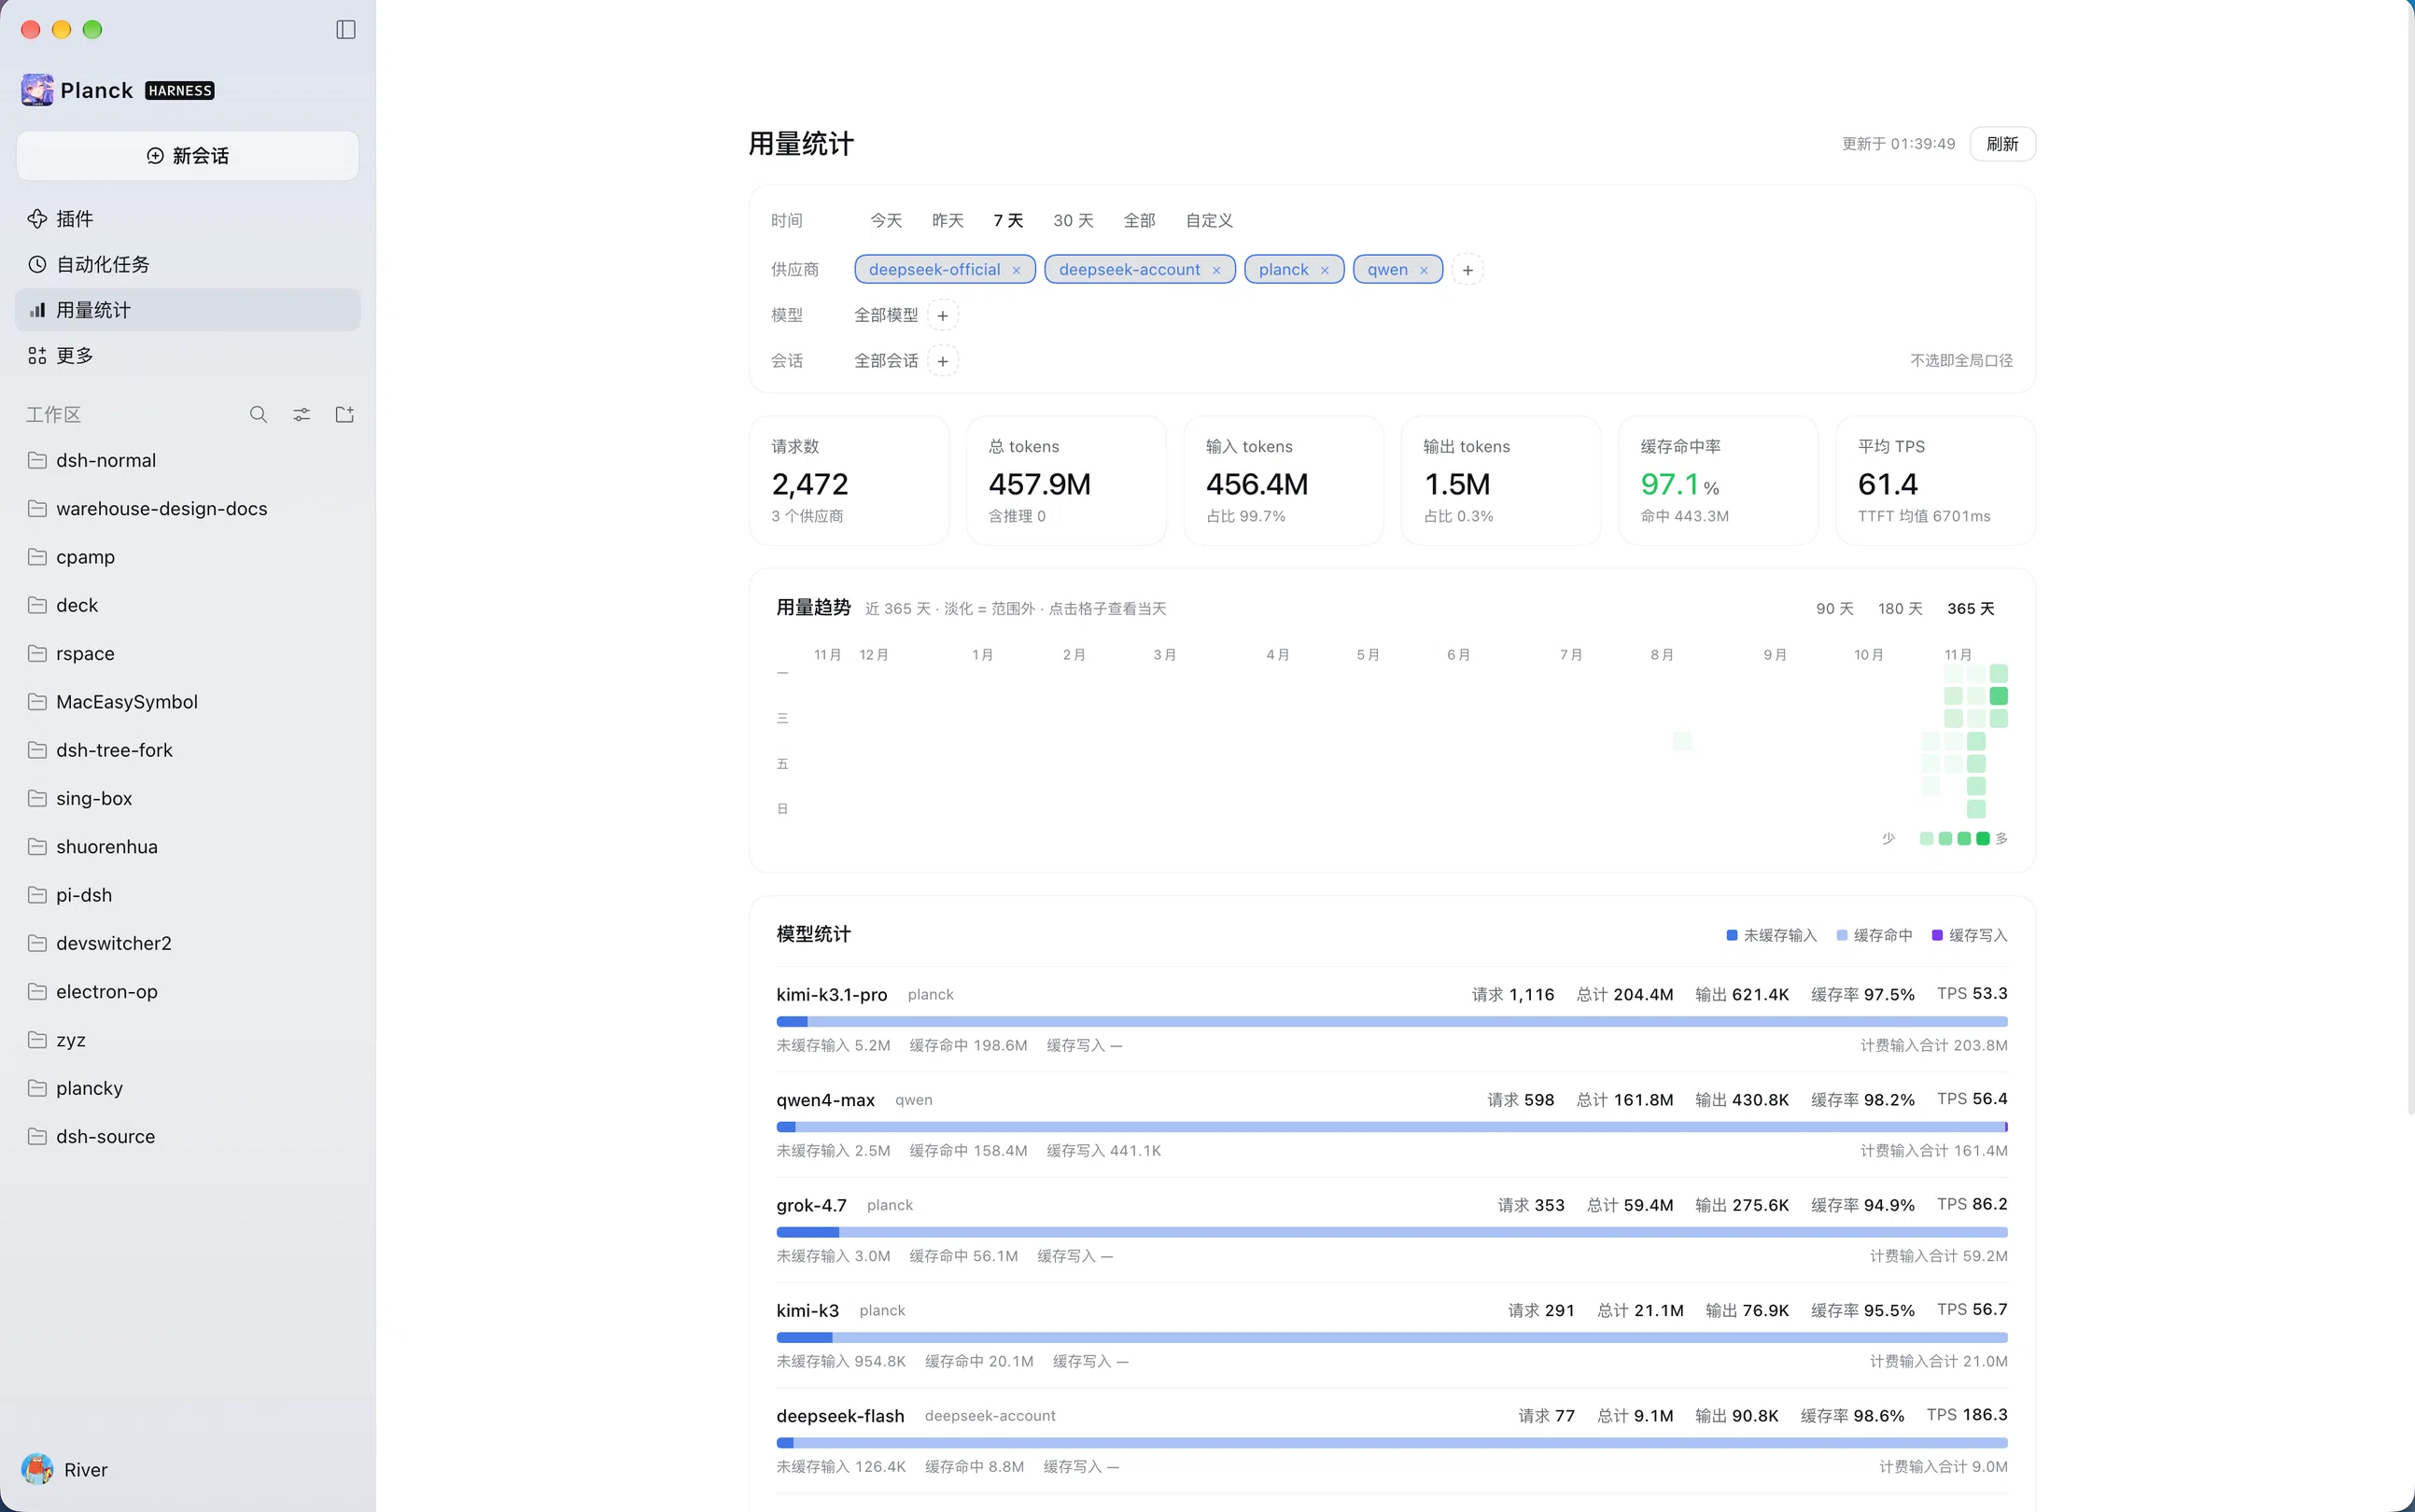 Planck HARNESS
新会话
插件
自动化任务
用量统计
更多
工作区
dsh-normal
warehouse-design-docs
cpamp
deck
rspace
MacEasySymbol
dsh-tree-fork
sing-box
shuorenhua
pi-dsh
devswitcher2
electron-op
zyz
plancky
dsh-source
River
用量统计 更新于 01:39:49 刷新
时间 今天 昨天 7 天 30 天 全部 自定义
供应商 deepseek-official × deepseek-account × planck × qwen × +
模型 全部模型 +
会话 全部会话 + 不选即全局口径
请求数 总 tokens 输入 tokens 输出 tokens 缓存命中率 平均 TPS
2,472 457.9M 456.4M 1.5M 97.1% 61.4
3 个供应商 含推理 0 占比 99.7% 占比 0.3% 命中 443.3M TTFT 均值 6701ms
用量趋势 近 365 天 · 淡化 = 范围外 · 点击格子查看当天 90 天 180 天 365 天
11月 12月 1月 2月 3月 4月 5月 6月 7月 8月 9月 10月 11月
一
三
五
日
少 多
模型统计 未缓存输入 缓存命中 缓存写入
kimi-k3.1-pro planck 请求 1,116 总计 204.4M 输出 621.4K 缓存率 97.5% TPS 53.3
未缓存输入 5.2M 缓存命中 198.6M 缓存写入 — 计费输入合计 203.8M
qwen4-max qwen 请求 598 总计 161.8M 输出 430.8K 缓存率 98.2% TPS 56.4
未缓存输入 2.5M 缓存命中 158.4M 缓存写入 441.1K 计费输入合计 161.4M
grok-4.7 planck 请求 353 总计 59.4M 输出 275.6K 缓存率 94.9% TPS 86.2
未缓存输入 3.0M 缓存命中 56.1M 缓存写入 — 计费输入合计 59.2M
kimi-k3 planck 请求 291 总计 21.1M 输出 76.9K 缓存率 95.5% TPS 56.7
未缓存输入 954.8K 缓存命中 20.1M 缓存写入 — 计费输入合计 21.0M
deepseek-flash deepseek-account 请求 77 总计 9.1M 输出 90.8K 缓存率 98.6% TPS 186.3
未缓存输入 126.4K 缓存命中 8.8M 缓存写入 — 计费输入合计 9.0M